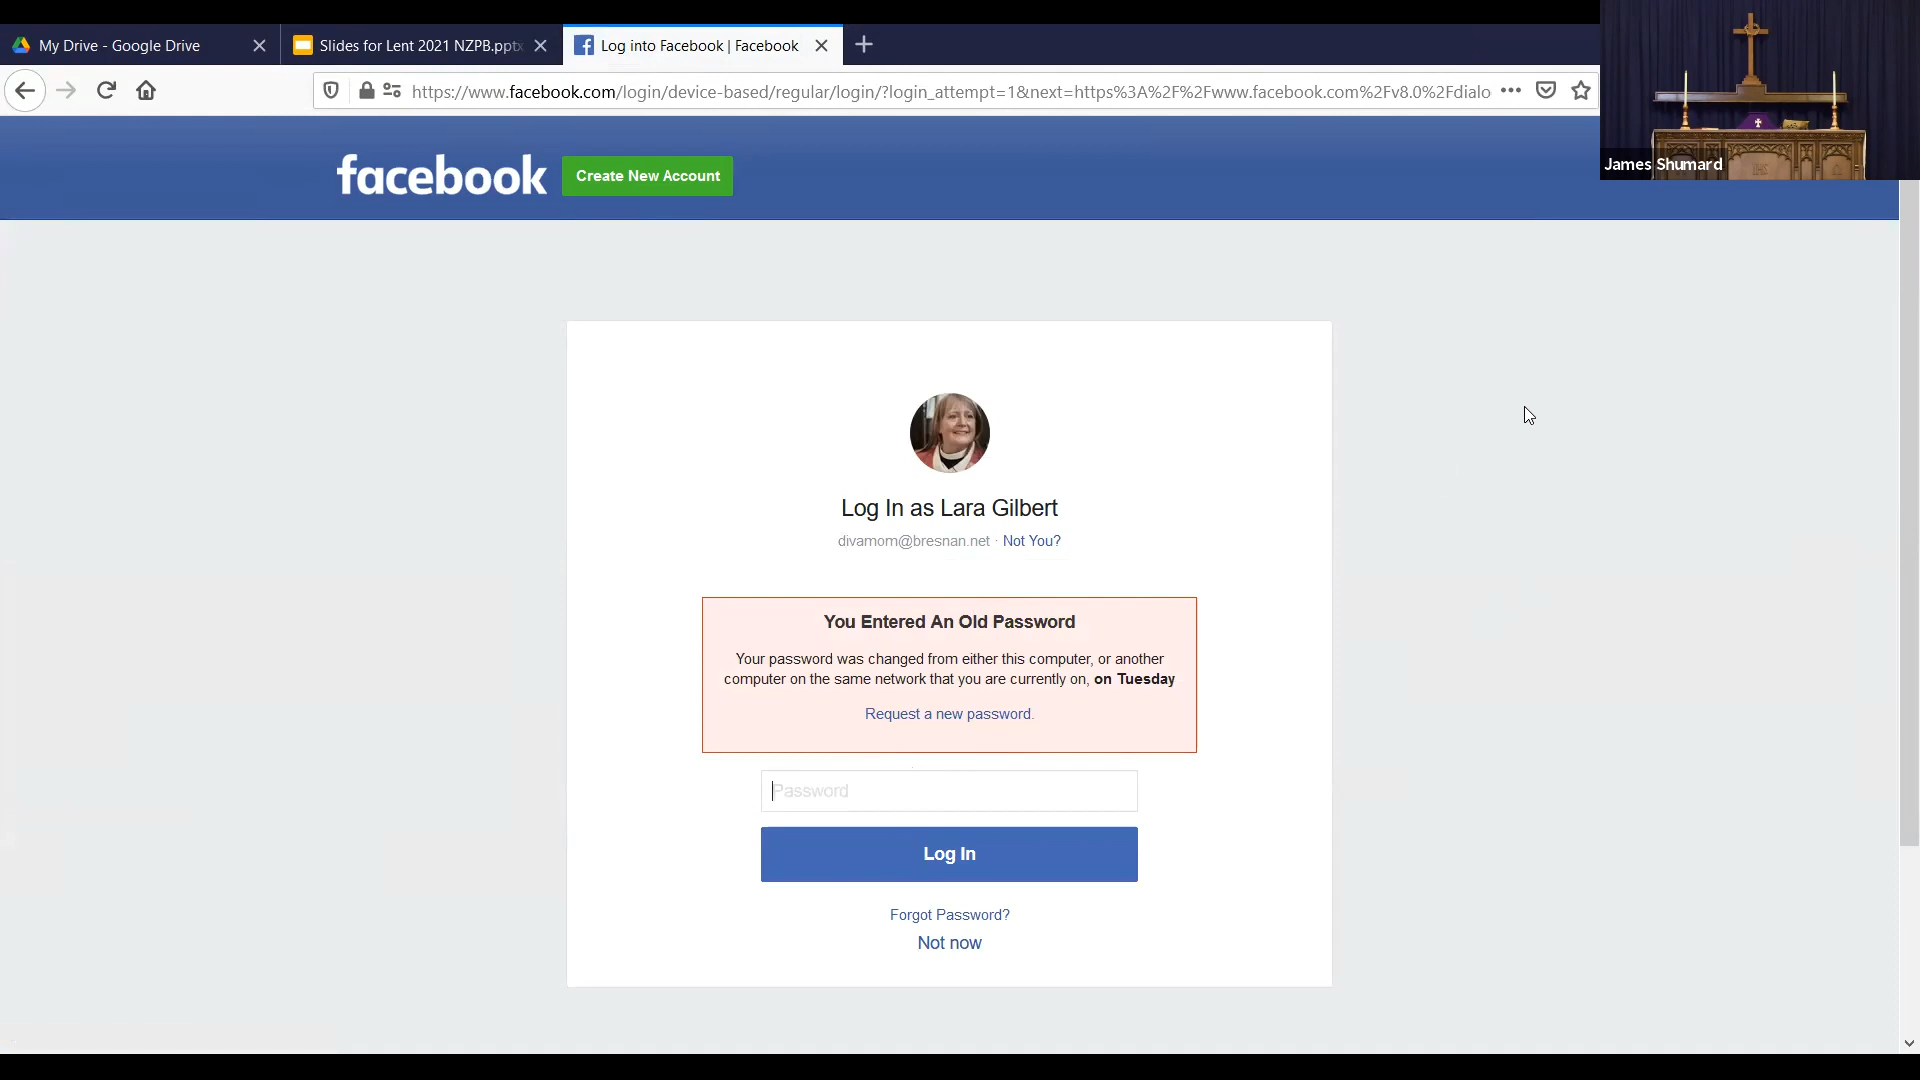 My Drive - Google Drive
Slides for Lent 2021 NZPB.pptx
Log into Facebook | Facebook
https://www.facebook.com/login/device-based/regular/login/?login_attempt=1&next=https%3A%2F%2Fwww.facebook.com%2Fv8.0%2Fdialo
James Shumard
facebook
Create New Account
Log In as Lara Gilbert
divamom@bresnan.net · Not You?
You Entered An Old Password
Your password was changed from either this computer, or another
computer on the same network that you are currently on, on Tuesday
Request a new password.
Password
Log In
Forgot Password?
Not now